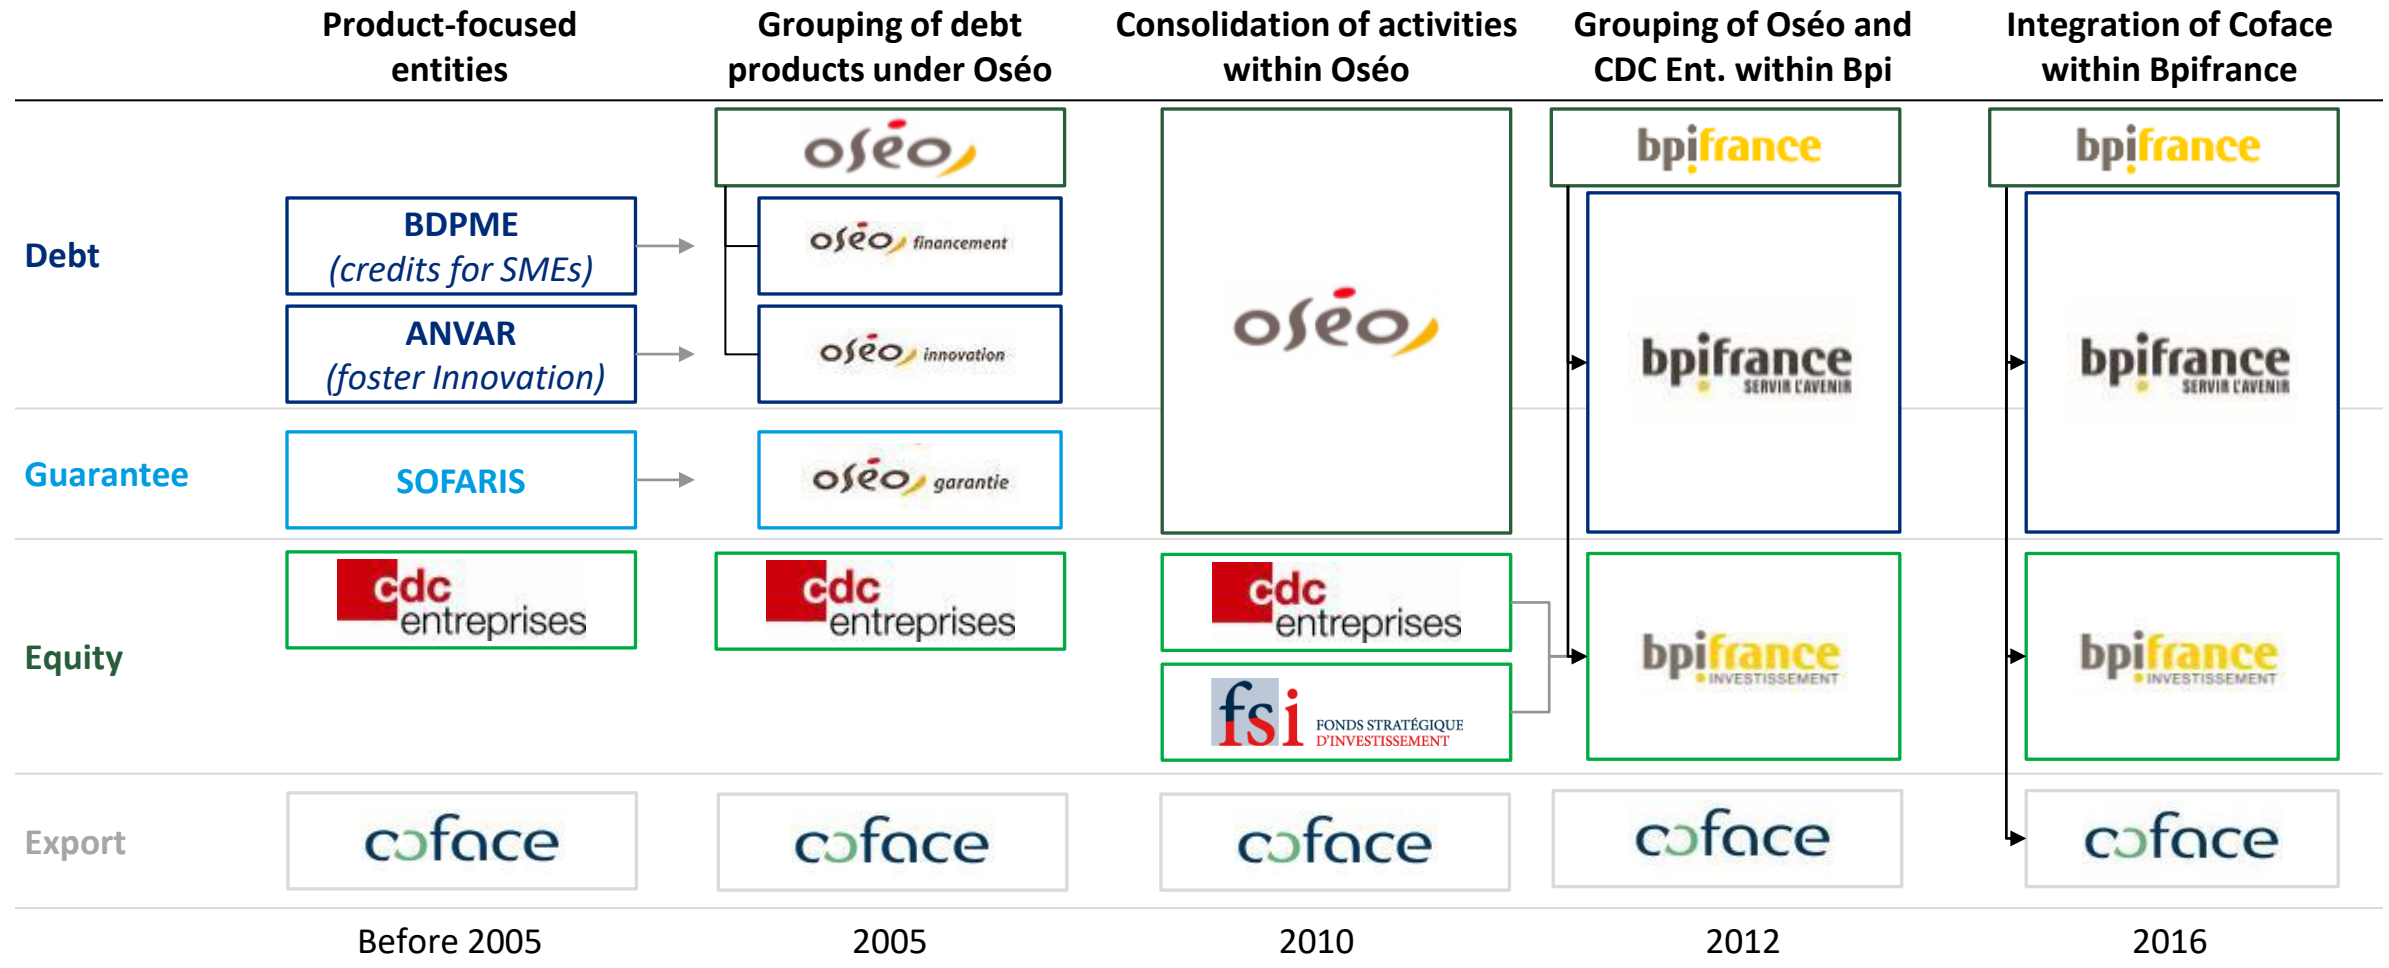 Product-focused
entities
Grouping of debt
products under Oséo
Consolidation of activities
within Oséo
Grouping of Oséo and
CDC Ent. within Bpi
Integration of Coface
within Bpifrance
oséo
bpifrance
bpifrance
Debt
BDPME
(credits for SMEs)
oséo financement
ANVAR
(foster Innovation)
oséo innovation
oséo
bpifrance
SERVIR L'AVENIR
bpifrance
SERVIR L'AVENIR
Guarantee
SOFARIS
oséo garantie
Equity
cdc
entreprises
cdc
entreprises
cdc
entreprises
fsi FONDS STRATÉGIQUE
D'INVESTISSEMENT
bpifrance
INVESTISSEMENT
bpifrance
INVESTISSEMENT
Export
coface
coface
coface
coface
coface
Before 2005
2005
2010
2012
2016